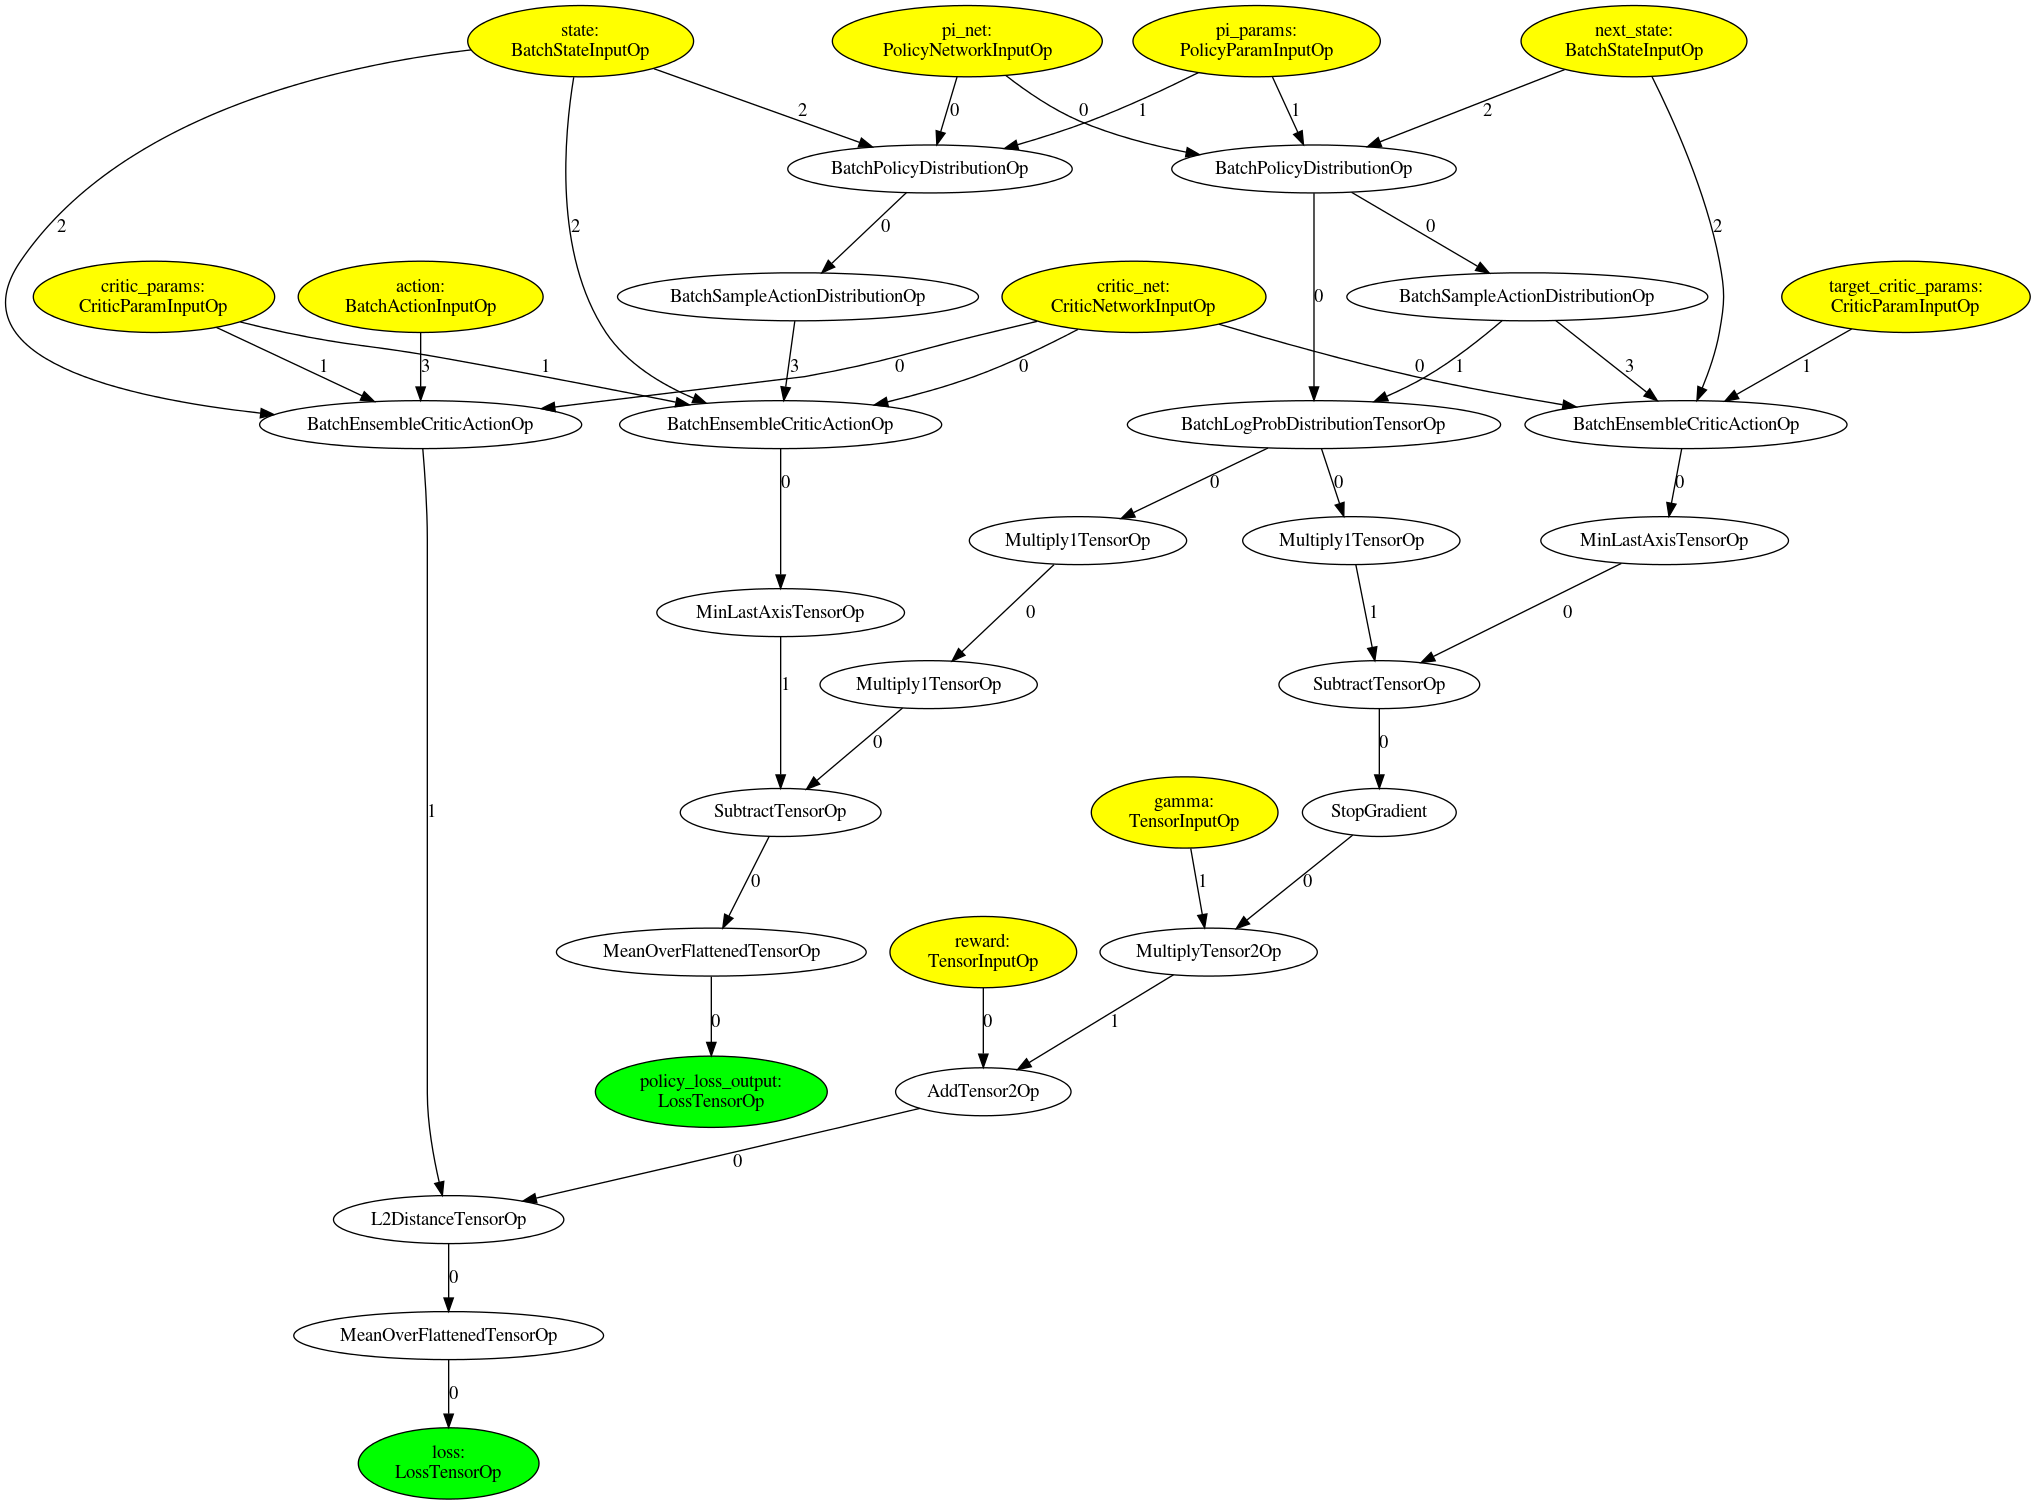 state:
BatchStateInputOp
pi_net:
PolicyNetworkInputOp
pi_params:
PolicyParamInputOp
next_state:
BatchStateInputOp
2
0
0
1
1
2
BatchPolicyDistributionOp
BatchPolicyDistributionOp
2
2
0
0
2
critic_params:
CriticParamInputOp
action:
BatchActionInputOp
BatchSampleActionDistributionOp
critic_net:
CriticNetworkInputOp
0
BatchSampleActionDistributionOp
target_critic_params:
CriticParamInputOp
1
3
1
3
0
0
0
1
3
1
BatchEnsembleCriticActionOp
BatchEnsembleCriticActionOp
BatchLogProbDistributionTensorOp
BatchEnsembleCriticActionOp
0
0
0
0
Multiply1TensorOp
Multiply1TensorOp
MinLastAxisTensorOp
MinLastAxisTensorOp
0
1
0
1
Multiply1TensorOp
SubtractTensorOp
0
0
1
SubtractTensorOp
gamma:
TensorInputOp
StopGradient
0
1
0
MeanOverFlattenedTensorOp
reward:
TensorInputOp
MultiplyTensor2Op
0
0
1
policy_loss_output:
LossTensorOp
AddTensor2Op
0
L2DistanceTensorOp
0
MeanOverFlattenedTensorOp
0
loss:
LossTensorOp